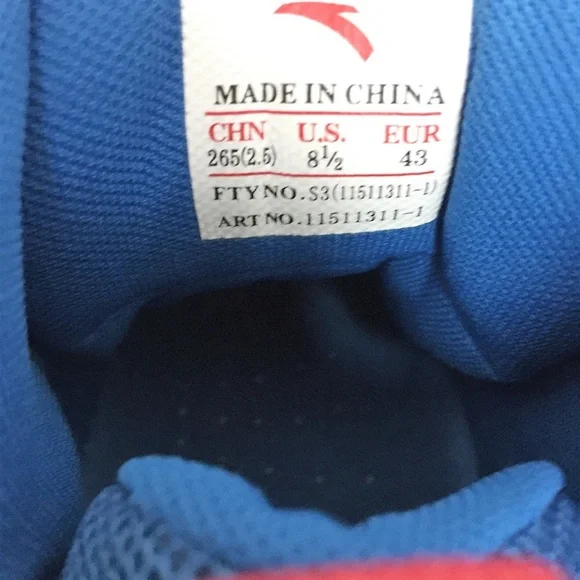 MADE IN CHINA
CHN U.S. EUR
265(2.5) 8½ 43
FTY NO. S3(11511311-1)
ART NO. 11511311-1